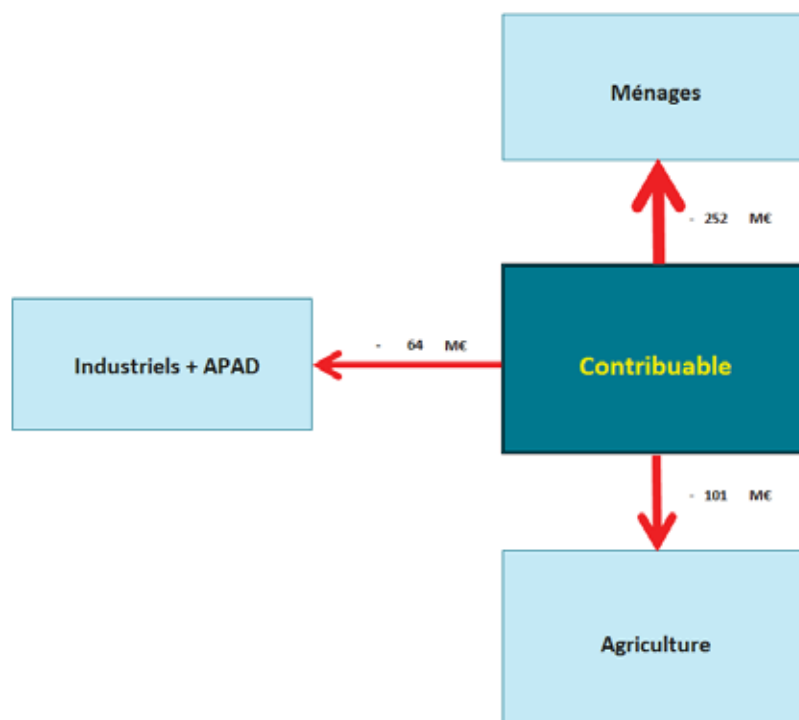 Ménages
- 252 M€
Industriels + APAD
- 64 M€
Contribuable
- 101 M€
Agriculture